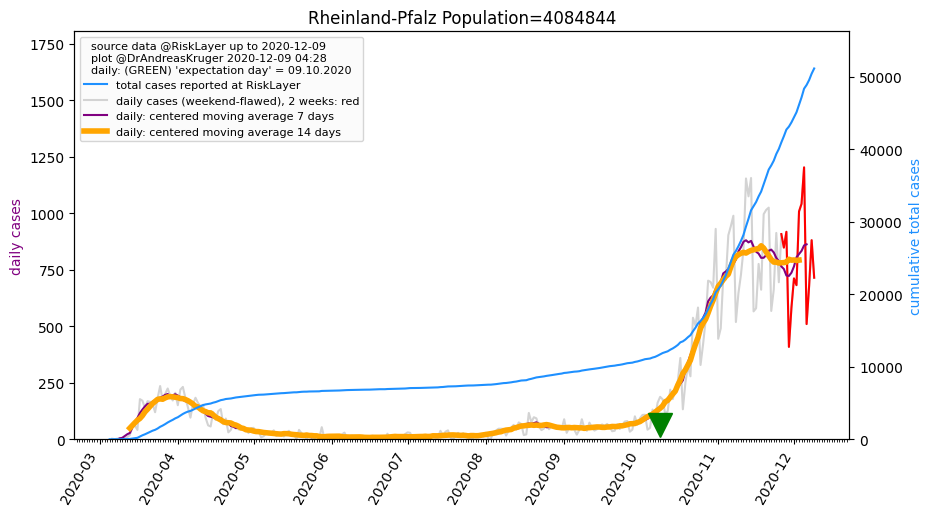 Rheinland-Pfalz Population=4084844
source data @RiskLayer up to 2020-12-09
plot @DrAndreasKruger 2020-12-09 04:28
daily: (GREEN) 'expectation day' = 09.10.2020
total cases reported at RiskLayer
daily cases (weekend-flawed), 2 weeks: red
daily: centered moving average 7 days
daily: centered moving average 14 days
daily cases
1750
1500
1250
1000
750
500
250
0
cumulative total cases
50000
40000
30000
20000
10000
0
2020-03
2020-04
2020-05
2020-06
2020-07
2020-08
2020-09
2020-10
2020-11
2020-12